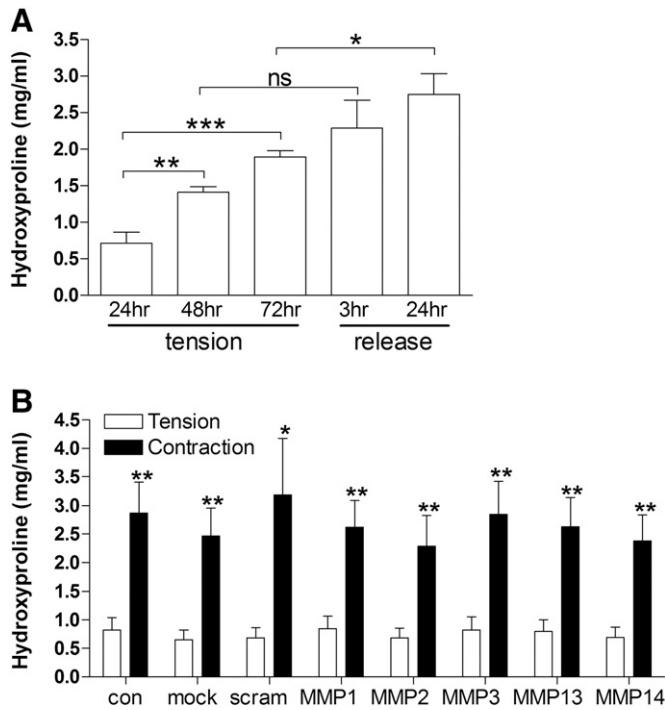 A
Hydroxyproline (mg/ml)
3.5
3.0
2.5
2.0
1.5
1.0
0.5
0.0
*
ns
***
**
24hr 48hr 72hr 3hr 24hr
tension release
B
Hydroxyproline (mg/ml)
4.5
4.0
3.5
3.0
2.5
2.0
1.5
1.0
0.5
0.0
Tension
Contraction
** ** * ** ** ** ** **
con mock scram MMP1 MMP2 MMP3 MMP13 MMP14